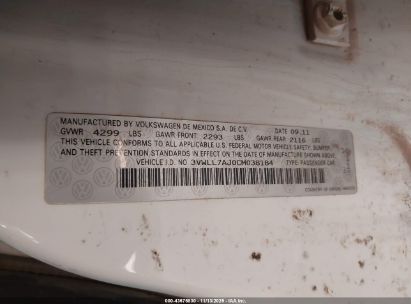 MANUFACTURED BY VOLKSWAGEN DE MEXICO S.A. DE C.V. DATE 09.11
GVWR 4299 LBS GAWR FRONT 2293 LBS GAWR REAR 2116 LBS
THIS VEHICLE CONFORMS TO ALL APPLICABLE FEDERAL MOTOR VEHICLE SAFETY, BUMPER,
AND THEFT PREVENTION STANDARDS IN EFFECT ON THE DATE OF MANUFACTURE SHOWN ABOVE.
VEHICLE I.D. NO. 3VWLL7AJ0CM038184 TYPE: PASSENGER CAR